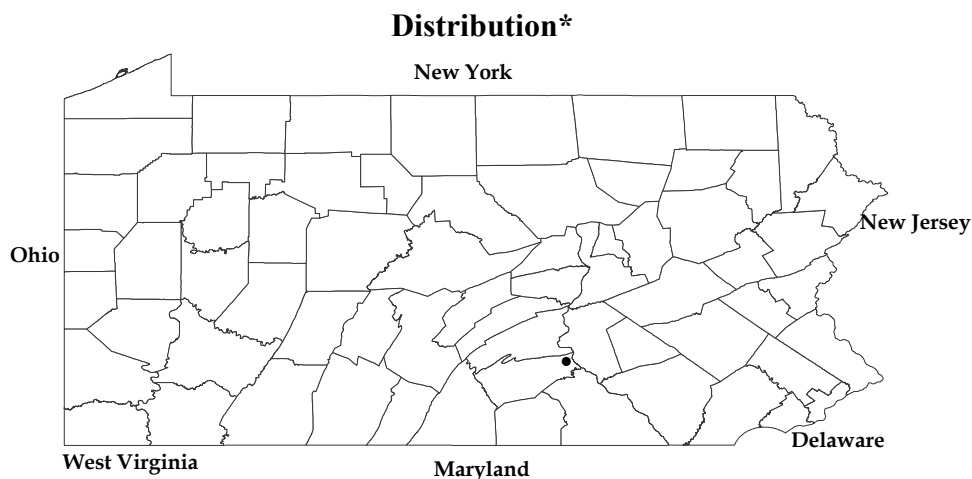 Distribution*
New York
New Jersey
Ohio
Delaware
West Virginia
Maryland